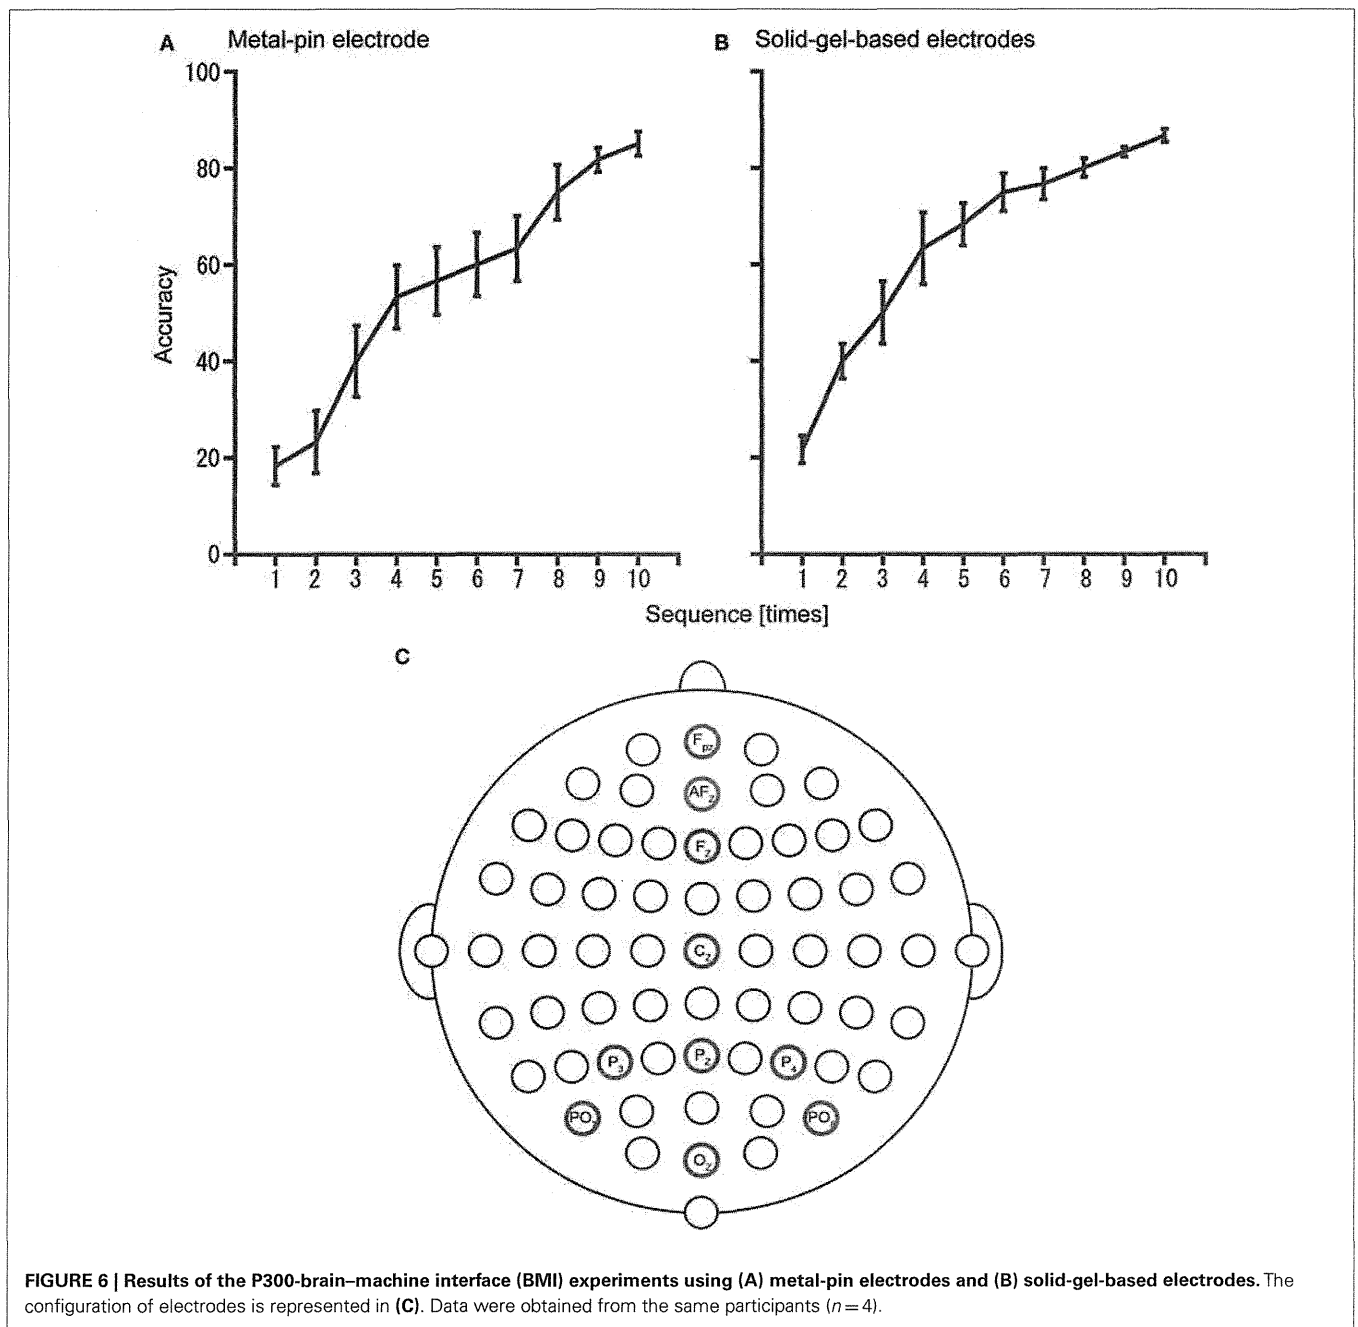 A Metal-pin electrode
B Solid-gel-based electrodes
100
80
60
40
20
0
Accuracy
1 2 3 4 5 6 7 8 9 10
1 2 3 4 5 6 7 8 9 10
Sequence [times]
C
Fpz
AFz
Fz
Cz
P3 Pz P4
PO PO
Oz
FIGURE 6 | Results of the P300-brain–machine interface (BMI) experiments using (A) metal-pin electrodes and (B) solid-gel-based electrodes. The
configuration of electrodes is represented in (C). Data were obtained from the same participants (n = 4).